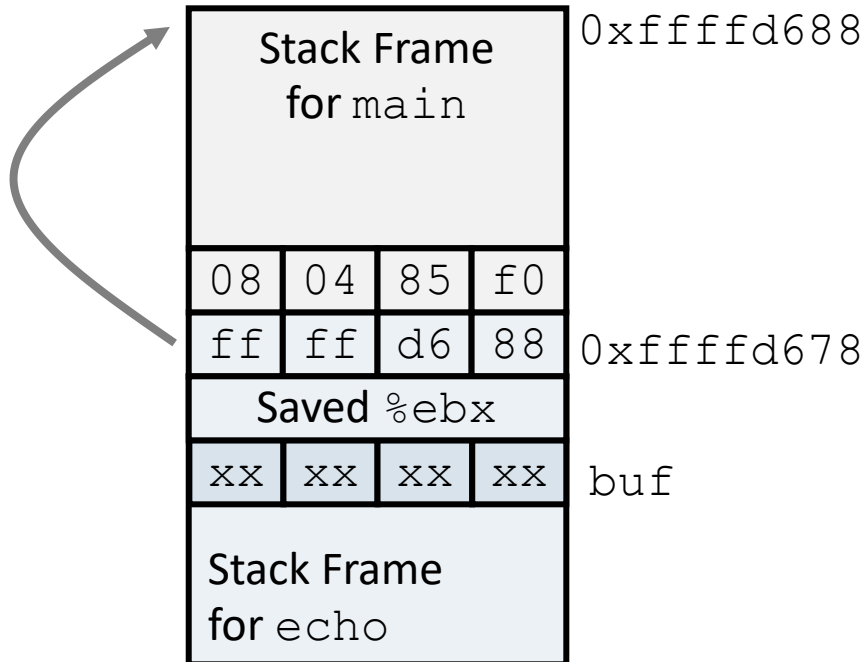 Stack Frame
for main
0xffffd688
08 04 85 f0
ff ff d6 88
0xffffd678
Saved %ebx
xx xx xx xx
buf
Stack Frame
for echo